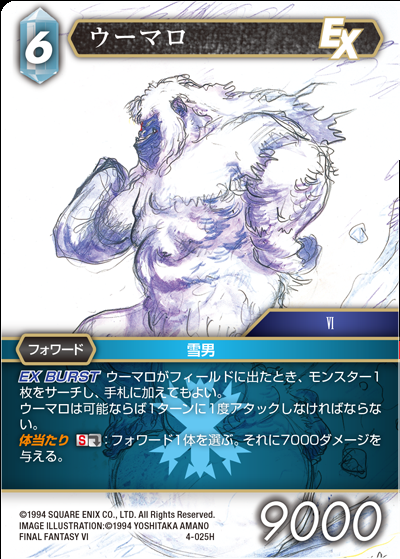 6
ウーマロ
EX
VI
フォワード
雪男
EX BURST ウーマロがフィールドに出たとき、モンスター1
枚をサーチし、手札に加えてもよい。
ウーマロは可能ならば1ターンに1度アタックしなければならな
い。
体当たり S:フォワード1体を選ぶ。それに7000ダメージを
与える。
©1994 SQUARE ENIX CO., LTD. All Rights Reserved.
IMAGE ILLUSTRATION:©1994 YOSHITAKA AMANO
FINAL FANTASY VI 4-025H
9000